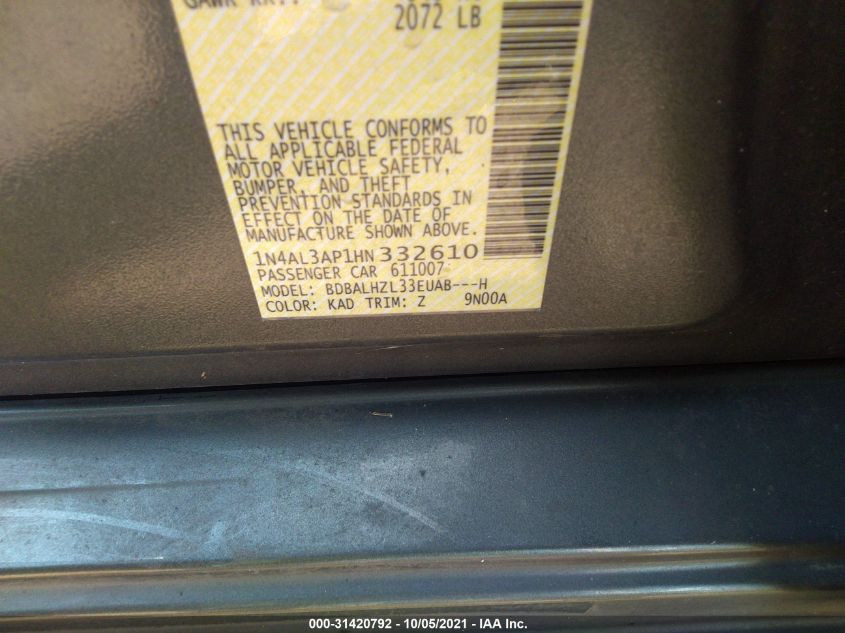 2072 LB
THIS VEHICLE CONFORMS TO
ALL APPLICABLE FEDERAL
MOTOR VEHICLE SAFETY,
BUMPER, AND THEFT
PREVENTION STANDARDS IN
EFFECT ON THE DATE OF
MANUFACTURE SHOWN ABOVE.
1N4AL3AP1HN332610
PASSENGER CAR 611007
MODEL: BDBALHZL33EUAB---H
COLOR: KAD TRIM: Z 9N00A
000-31420792 - 10/05/2021 - IAA Inc.